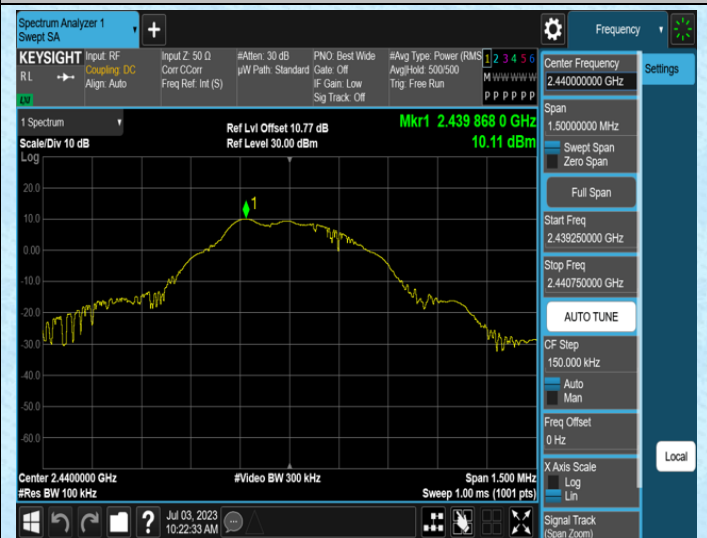 Spectrum Analyzer 1
Swept SA
+
Frequency
KEYSIGHT
RL
LXI
Input: RF
Coupling: DC
Align: Auto
Input Z: 50 Ω
Corr CCorr
Freq Ref: Int (S)
#Atten: 30 dB
µW Path: Standard
PNO: Best Wide
Gate: Off
IF Gain: Low
Sig Track: Off
#Avg Type: Power (RMS
Avg|Hold: 500/500
Trig: Free Run
1 2 3 4 5 6
M W W W W W
P P P P P P
1 Spectrum
Scale/Div 10 dB
Log
Ref Lvl Offset 10.77 dB
Ref Level 30.00 dBm
Mkr1 2.439 868 0 GHz
10.11 dBm
1
20.0
10.0
0.00
-10.0
-20.0
-30.0
-40.0
-50.0
-60.0
Center 2.4400000 GHz
#Res BW 100 kHz
#Video BW 300 kHz
Span 1.500 MHz
Sweep 1.00 ms (1001 pts)
?
Jul 03, 2023
10:22:33 AM
Center Frequency
2.440000000 GHz
Span
1.50000000 MHz
Swept Span
Zero Span
Full Span
Start Freq
2.439250000 GHz
Stop Freq
2.440750000 GHz
AUTO TUNE
CF Step
150.000 kHz
Auto
Man
Freq Offset
0 Hz
X Axis Scale
Log
Lin
Signal Track
(Span Zoom)
Settings
Local